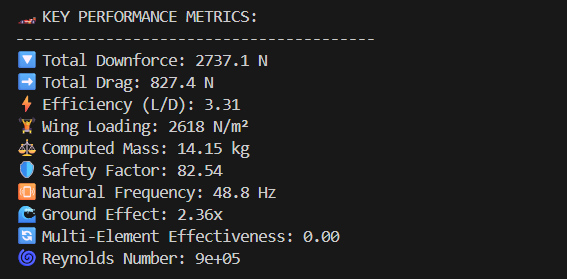 🏎️ KEY PERFORMANCE METRICS:
----------------------------------------
🔽 Total Downforce: 2737.1 N
➡️ Total Drag: 827.4 N
⚡ Efficiency (L/D): 3.31
🏋️ Wing Loading: 2618 N/m²
⚖️ Computed Mass: 14.15 kg
🛡️ Safety Factor: 82.54
📳 Natural Frequency: 48.8 Hz
🌊 Ground Effect: 2.36x
🔄 Multi-Element Effectiveness: 0.00
🌀 Reynolds Number: 9e+05